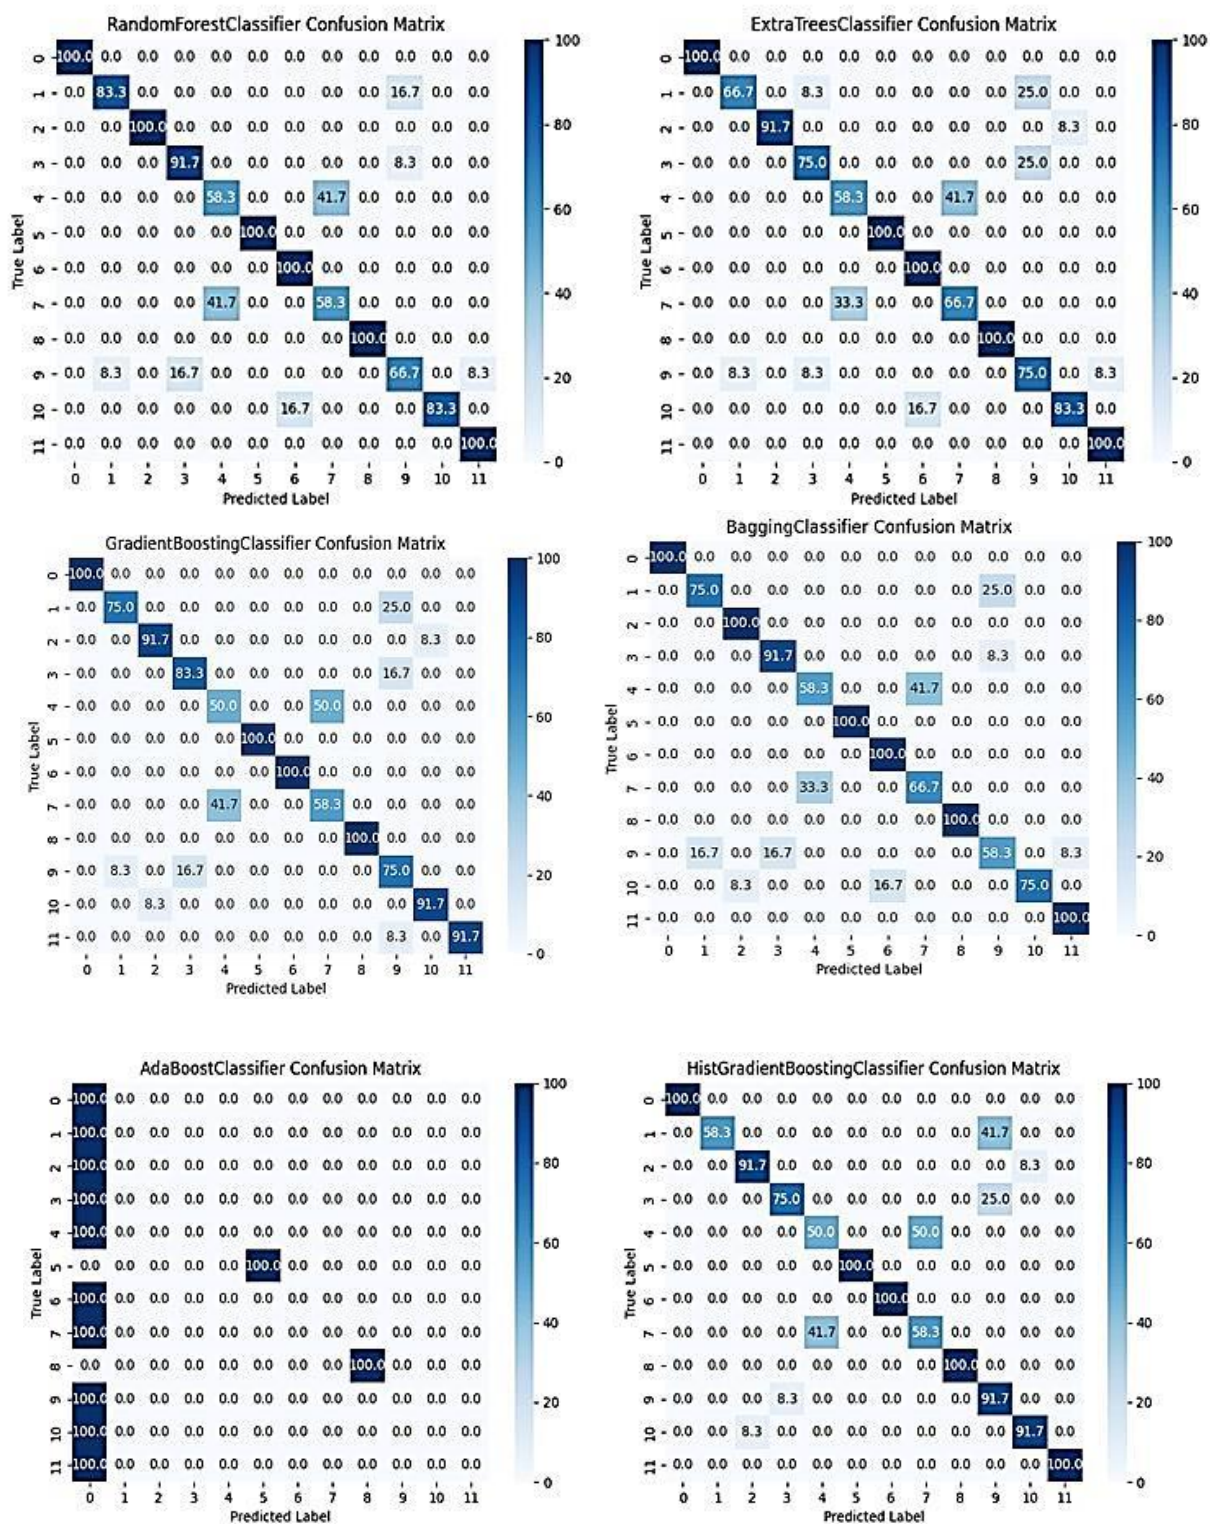 RandomForestClassifier Confusion Matrix
True Label
0 100.0 0.0 0.0 0.0 0.0 0.0 0.0 0.0 0.0 0.0 0.0 0.0
1 0.0 83.3 0.0 0.0 0.0 0.0 0.0 0.0 0.0 16.7 0.0 0.0
2 0.0 0.0 100.0 0.0 0.0 0.0 0.0 0.0 0.0 0.0 0.0 0.0
3 0.0 0.0 0.0 91.7 0.0 0.0 0.0 0.0 0.0 8.3 0.0 0.0
4 0.0 0.0 0.0 0.0 58.3 0.0 0.0 41.7 0.0 0.0 0.0 0.0
5 0.0 0.0 0.0 0.0 0.0 100.0 0.0 0.0 0.0 0.0 0.0 0.0
6 0.0 0.0 0.0 0.0 0.0 0.0 100.0 0.0 0.0 0.0 0.0 0.0
7 0.0 0.0 0.0 0.0 41.7 0.0 0.0 58.3 0.0 0.0 0.0 0.0
8 0.0 0.0 0.0 0.0 0.0 0.0 0.0 0.0 100.0 0.0 0.0 0.0
9 0.0 8.3 0.0 16.7 0.0 0.0 0.0 0.0 0.0 66.7 0.0 8.3
10 0.0 0.0 0.0 0.0 0.0 0.0 16.7 0.0 0.0 0.0 83.3 0.0
11 0.0 0.0 0.0 0.0 0.0 0.0 0.0 0.0 0.0 0.0 0.0 100.0
0 1 2 3 4 5 6 7 8 9 10 11
Predicted Label
100
80
60
40
20
0
ExtraTreesClassifier Confusion Matrix
True Label
0 100.0 0.0 0.0 0.0 0.0 0.0 0.0 0.0 0.0 0.0 0.0 0.0
1 0.0 66.7 0.0 8.3 0.0 0.0 0.0 0.0 0.0 25.0 0.0 0.0
2 0.0 0.0 91.7 0.0 0.0 0.0 0.0 0.0 0.0 0.0 8.3 0.0
3 0.0 0.0 0.0 75.0 0.0 0.0 0.0 0.0 0.0 25.0 0.0 0.0
4 0.0 0.0 0.0 0.0 58.3 0.0 0.0 41.7 0.0 0.0 0.0 0.0
5 0.0 0.0 0.0 0.0 0.0 100.0 0.0 0.0 0.0 0.0 0.0 0.0
6 0.0 0.0 0.0 0.0 0.0 0.0 100.0 0.0 0.0 0.0 0.0 0.0
7 0.0 0.0 0.0 0.0 33.3 0.0 0.0 66.7 0.0 0.0 0.0 0.0
8 0.0 0.0 0.0 0.0 0.0 0.0 0.0 0.0 100.0 0.0 0.0 0.0
9 0.0 8.3 0.0 8.3 0.0 0.0 0.0 0.0 0.0 75.0 0.0 8.3
10 0.0 0.0 0.0 0.0 0.0 0.0 16.7 0.0 0.0 0.0 83.3 0.0
11 0.0 0.0 0.0 0.0 0.0 0.0 0.0 0.0 0.0 0.0 0.0 100.0
0 1 2 3 4 5 6 7 8 9 10 11
Predicted Label
100
80
60
40
20
0
GradientBoostingClassifier Confusion Matrix
True Label
0 100.0 0.0 0.0 0.0 0.0 0.0 0.0 0.0 0.0 0.0 0.0 0.0
1 0.0 75.0 0.0 0.0 0.0 0.0 0.0 0.0 0.0 25.0 0.0 0.0
2 0.0 0.0 91.7 0.0 0.0 0.0 0.0 0.0 0.0 0.0 8.3 0.0
3 0.0 0.0 0.0 83.3 0.0 0.0 0.0 0.0 0.0 16.7 0.0 0.0
4 0.0 0.0 0.0 0.0 50.0 0.0 0.0 50.0 0.0 0.0 0.0 0.0
5 0.0 0.0 0.0 0.0 0.0 100.0 0.0 0.0 0.0 0.0 0.0 0.0
6 0.0 0.0 0.0 0.0 0.0 0.0 100.0 0.0 0.0 0.0 0.0 0.0
7 0.0 0.0 0.0 0.0 41.7 0.0 0.0 58.3 0.0 0.0 0.0 0.0
8 0.0 0.0 0.0 0.0 0.0 0.0 0.0 0.0 100.0 0.0 0.0 0.0
9 0.0 8.3 0.0 16.7 0.0 0.0 0.0 0.0 0.0 75.0 0.0 0.0
10 0.0 0.0 8.3 0.0 0.0 0.0 0.0 0.0 0.0 0.0 91.7 0.0
11 0.0 0.0 0.0 0.0 0.0 0.0 0.0 0.0 0.0 8.3 0.0 91.7
0 1 2 3 4 5 6 7 8 9 10 11
Predicted Label
100
80
60
40
20
0
BaggingClassifier Confusion Matrix
True Label
0 100.0 0.0 0.0 0.0 0.0 0.0 0.0 0.0 0.0 0.0 0.0 0.0
1 0.0 75.0 0.0 0.0 0.0 0.0 0.0 0.0 0.0 25.0 0.0 0.0
2 0.0 0.0 100.0 0.0 0.0 0.0 0.0 0.0 0.0 0.0 0.0 0.0
3 0.0 0.0 0.0 91.7 0.0 0.0 0.0 0.0 0.0 8.3 0.0 0.0
4 0.0 0.0 0.0 0.0 58.3 0.0 0.0 41.7 0.0 0.0 0.0 0.0
5 0.0 0.0 0.0 0.0 0.0 100.0 0.0 0.0 0.0 0.0 0.0 0.0
6 0.0 0.0 0.0 0.0 0.0 0.0 100.0 0.0 0.0 0.0 0.0 0.0
7 0.0 0.0 0.0 0.0 33.3 0.0 0.0 66.7 0.0 0.0 0.0 0.0
8 0.0 0.0 0.0 0.0 0.0 0.0 0.0 0.0 100.0 0.0 0.0 0.0
9 0.0 16.7 0.0 16.7 0.0 0.0 0.0 0.0 0.0 58.3 0.0 8.3
10 0.0 0.0 8.3 0.0 0.0 0.0 16.7 0.0 0.0 0.0 75.0 0.0
11 0.0 0.0 0.0 0.0 0.0 0.0 0.0 0.0 0.0 0.0 0.0 100.0
0 1 2 3 4 5 6 7 8 9 10 11
Predicted Label
100
80
60
40
20
0
AdaBoostClassifier Confusion Matrix
True Label
0 100.0 0.0 0.0 0.0 0.0 0.0 0.0 0.0 0.0 0.0 0.0 0.0
1 100.0 0.0 0.0 0.0 0.0 0.0 0.0 0.0 0.0 0.0 0.0 0.0
2 100.0 0.0 0.0 0.0 0.0 0.0 0.0 0.0 0.0 0.0 0.0 0.0
3 100.0 0.0 0.0 0.0 0.0 0.0 0.0 0.0 0.0 0.0 0.0 0.0
4 100.0 0.0 0.0 0.0 0.0 0.0 0.0 0.0 0.0 0.0 0.0 0.0
5 0.0 0.0 0.0 0.0 0.0 100.0 0.0 0.0 0.0 0.0 0.0 0.0
6 100.0 0.0 0.0 0.0 0.0 0.0 0.0 0.0 0.0 0.0 0.0 0.0
7 100.0 0.0 0.0 0.0 0.0 0.0 0.0 0.0 0.0 0.0 0.0 0.0
8 0.0 0.0 0.0 0.0 0.0 0.0 0.0 0.0 100.0 0.0 0.0 0.0
9 100.0 0.0 0.0 0.0 0.0 0.0 0.0 0.0 0.0 0.0 0.0 0.0
10 100.0 0.0 0.0 0.0 0.0 0.0 0.0 0.0 0.0 0.0 0.0 0.0
11 100.0 0.0 0.0 0.0 0.0 0.0 0.0 0.0 0.0 0.0 0.0 0.0
0 1 2 3 4 5 6 7 8 9 10 11
Predicted Label
100
80
60
40
20
0
HistGradientBoostingClassifier Confusion Matrix
True Label
0 100.0 0.0 0.0 0.0 0.0 0.0 0.0 0.0 0.0 0.0 0.0 0.0
1 0.0 58.3 0.0 0.0 0.0 0.0 0.0 0.0 0.0 41.7 0.0 0.0
2 0.0 0.0 91.7 0.0 0.0 0.0 0.0 0.0 0.0 0.0 8.3 0.0
3 0.0 0.0 0.0 75.0 0.0 0.0 0.0 0.0 0.0 25.0 0.0 0.0
4 0.0 0.0 0.0 0.0 50.0 0.0 0.0 50.0 0.0 0.0 0.0 0.0
5 0.0 0.0 0.0 0.0 0.0 100.0 0.0 0.0 0.0 0.0 0.0 0.0
6 0.0 0.0 0.0 0.0 0.0 0.0 100.0 0.0 0.0 0.0 0.0 0.0
7 0.0 0.0 0.0 0.0 41.7 0.0 0.0 58.3 0.0 0.0 0.0 0.0
8 0.0 0.0 0.0 0.0 0.0 0.0 0.0 0.0 100.0 0.0 0.0 0.0
9 0.0 0.0 0.0 8.3 0.0 0.0 0.0 0.0 0.0 91.7 0.0 0.0
10 0.0 0.0 8.3 0.0 0.0 0.0 0.0 0.0 0.0 0.0 91.7 0.0
11 0.0 0.0 0.0 0.0 0.0 0.0 0.0 0.0 0.0 0.0 0.0 100.0
0 1 2 3 4 5 6 7 8 9 10 11
Predicted Label
100
80
60
40
20
0